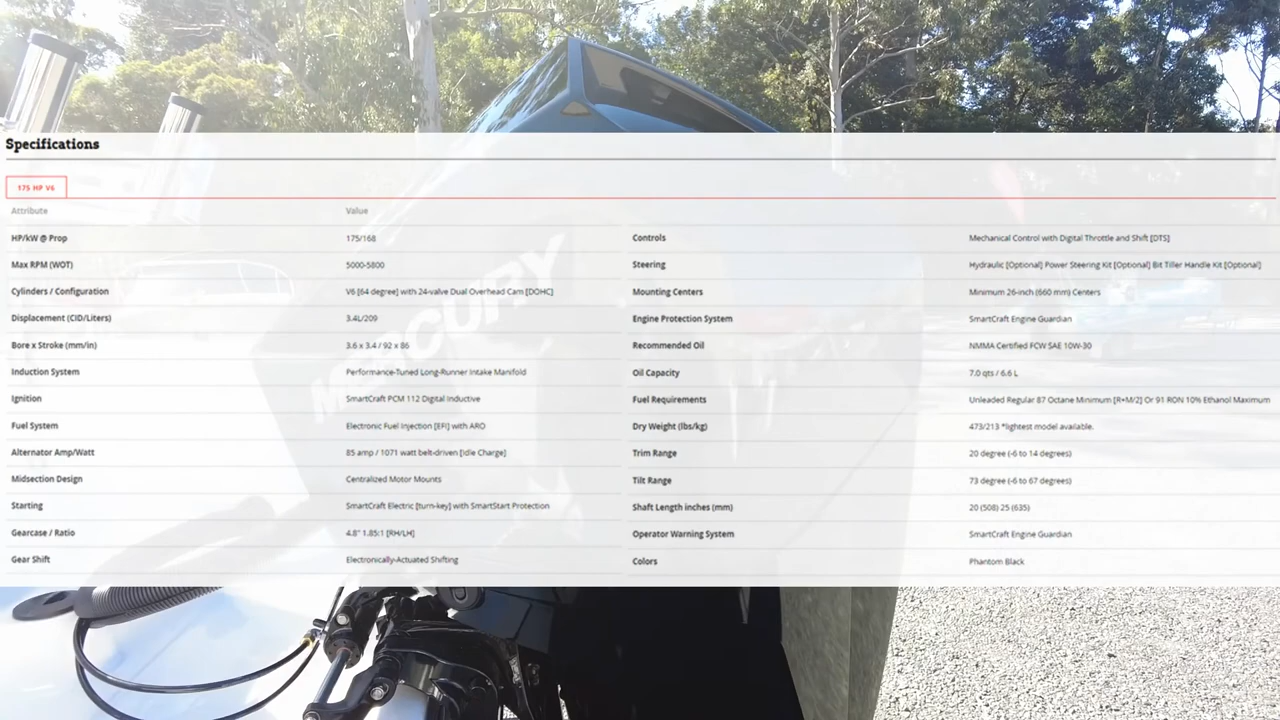 Specifications
175 HP V6
Attribute Value
HP/kW @ Prop 175/168
Max RPM (WOT) 5000-5800
Cylinders / Configuration V6 [64 degree] with 24-valve Dual Overhead Cam [DOHC]
Displacement (CID/Liters) 3.4L/209
Bore x Stroke (mm/in) 3.6 x 3.4 / 92 x 86
Induction System Performance-Tuned Long-Runner Intake Manifold
Ignition SmartCraft PCM 112 Digital Inductive
Fuel System Electronic Fuel Injection [EFI] with ARO
Alternator Amp/Watt 85 amp / 1071 watt belt-driven [Idle Charge]
Midsection Design Centralized Motor Mounts
Starting SmartCraft Electric [turn-key] with SmartStart Protection
Gearcase / Ratio 4.8" 1.85:1 [RH/LH]
Gear Shift Electronically-Actuated Shifting
Controls Mechanical Control with Digital Throttle and Shift [DTS]
Steering Hydraulic [Optional] Power Steering Kit [Optional] Bit Tiller Handle Kit [Optional]
Mounting Centers Minimum 26-inch (660 mm) Centers
Engine Protection System SmartCraft Engine Guardian
Recommended Oil NMMA Certified FCW SAE 10W-30
Oil Capacity 7.0 qts / 6.6 L
Fuel Requirements Unleaded Regular 87 Octane Minimum [R+M/2] Or 91 RON 10% Ethanol Maximum
Dry Weight (lbs/kg) 473/213 *lightest model available.
Trim Range 20 degree (-6 to 14 degrees)
Tilt Range 73 degree (-6 to 67 degrees)
Shaft Length inches (mm) 20 (508) 25 (635)
Operator Warning System SmartCraft Engine Guardian
Colors Phantom Black
MERCURY